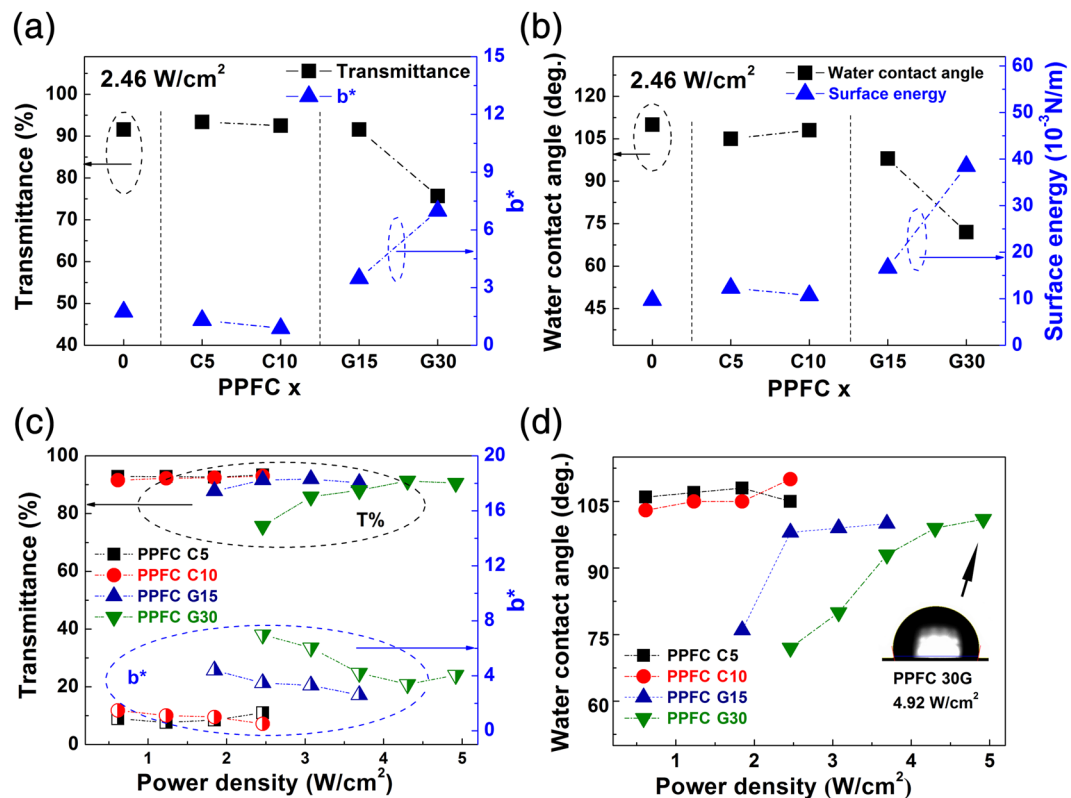 (a)
2.46 W/cm²
Transmittance
b*
Transmittance (%)
100
90
80
70
60
50
40
15
12
9
6
3
0
b*
0 C5 C10 G15 G30
PPFC x
(b)
2.46 W/cm²
Water contact angle
Surface energy
Water contact angle (deg.)
120
105
90
75
60
45
60
50
40
30
20
10
0
Surface energy (10⁻³N/m)
0 C5 C10 G15 G30
PPFC x
(c)
Transmittance (%)
100
80
60
40
20
0
T%
PPFC C5
PPFC C10
PPFC G15
PPFC G30
b*
20
16
12
8
4
0
b*
1 2 3 4 5
Power density (W/cm²)
(d)
Water contact angle (deg.)
105
90
75
60
PPFC C5
PPFC C10
PPFC G15
PPFC G30
PPFC 30G
4.92 W/cm²
1 2 3 4 5
Power density (W/cm²)